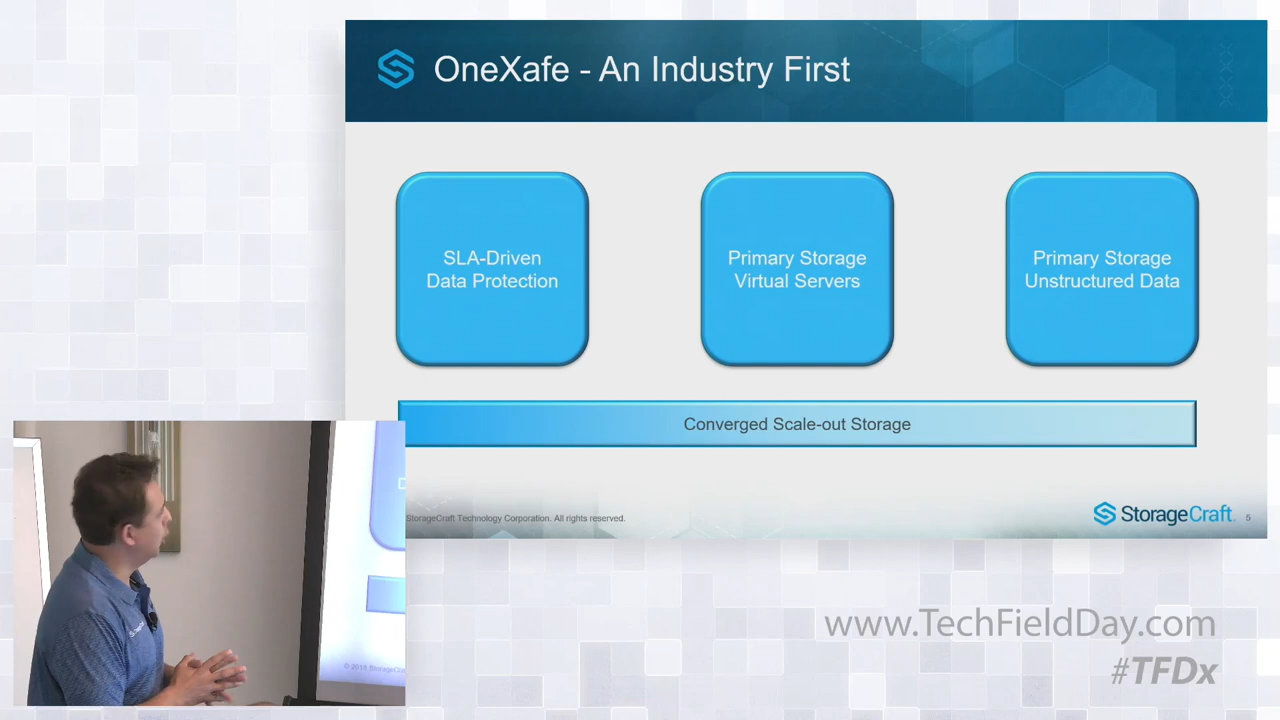 OneXafe - An Industry First
SLA-Driven
Data Protection
Primary Storage
Virtual Servers
Primary Storage
Unstructured Data
Converged Scale-out Storage
StorageCraft Technology Corporation. All rights reserved.
StorageCraft
5
www.TechFieldDay.com
#TFDx